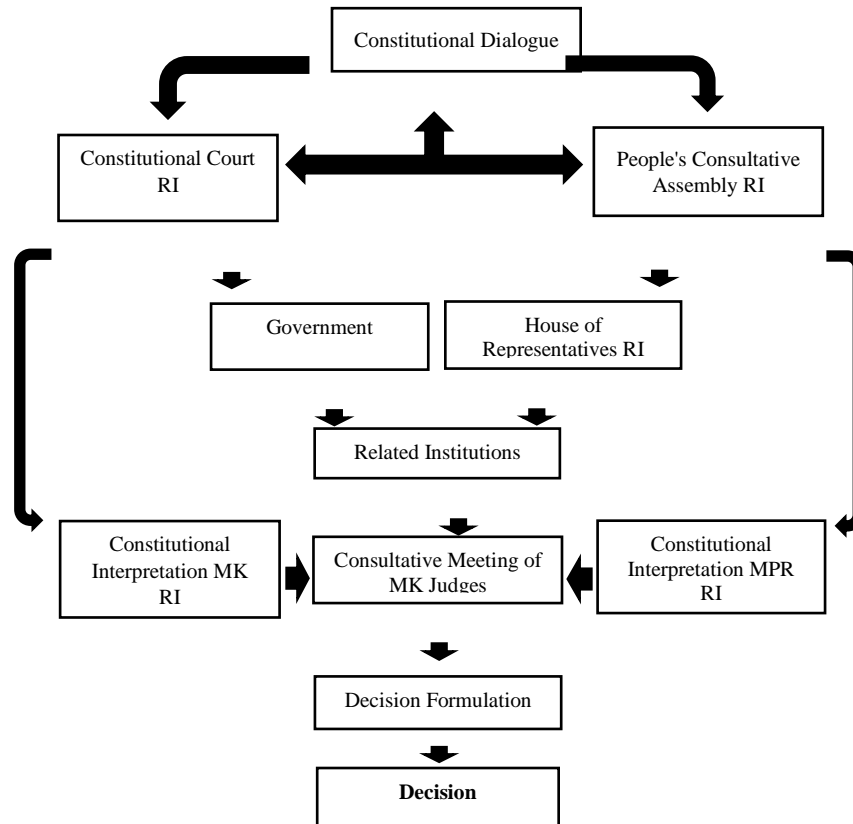 Constitutional Dialogue
Constitutional Court
RI
People's Consultative
Assembly RI
Government
House of
Representatives RI
Related Institutions
Constitutional
Interpretation MK
RI
Consultative Meeting of
MK Judges
Constitutional
Interpretation MPR
RI
Decision Formulation
Decision